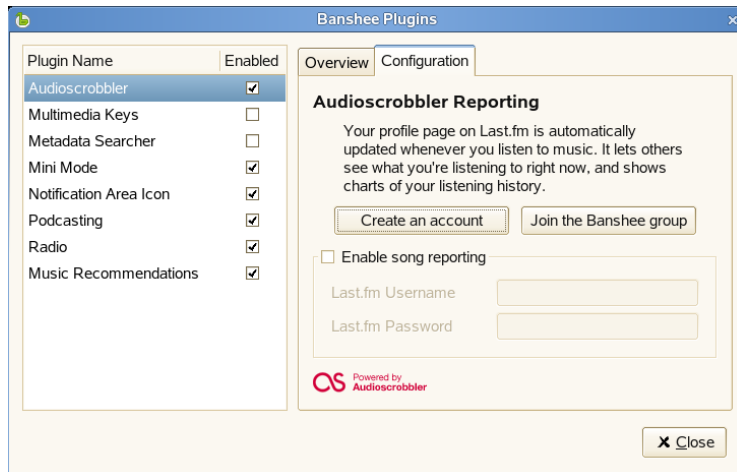 Banshee Plugins
Plugin Name Enabled
Audioscrobbler
Multimedia Keys
Metadata Searcher
Mini Mode
Notification Area Icon
Podcasting
Radio
Music Recommendations
Overview Configuration
Audioscrobbler Reporting
Your profile page on Last.fm is automatically
updated whenever you listen to music. It lets others
see what you're listening to right now, and shows
charts of your listening history.
Create an account Join the Banshee group
Enable song reporting
Last.fm Username
Last.fm Password
as Powered by
Audioscrobbler
Close